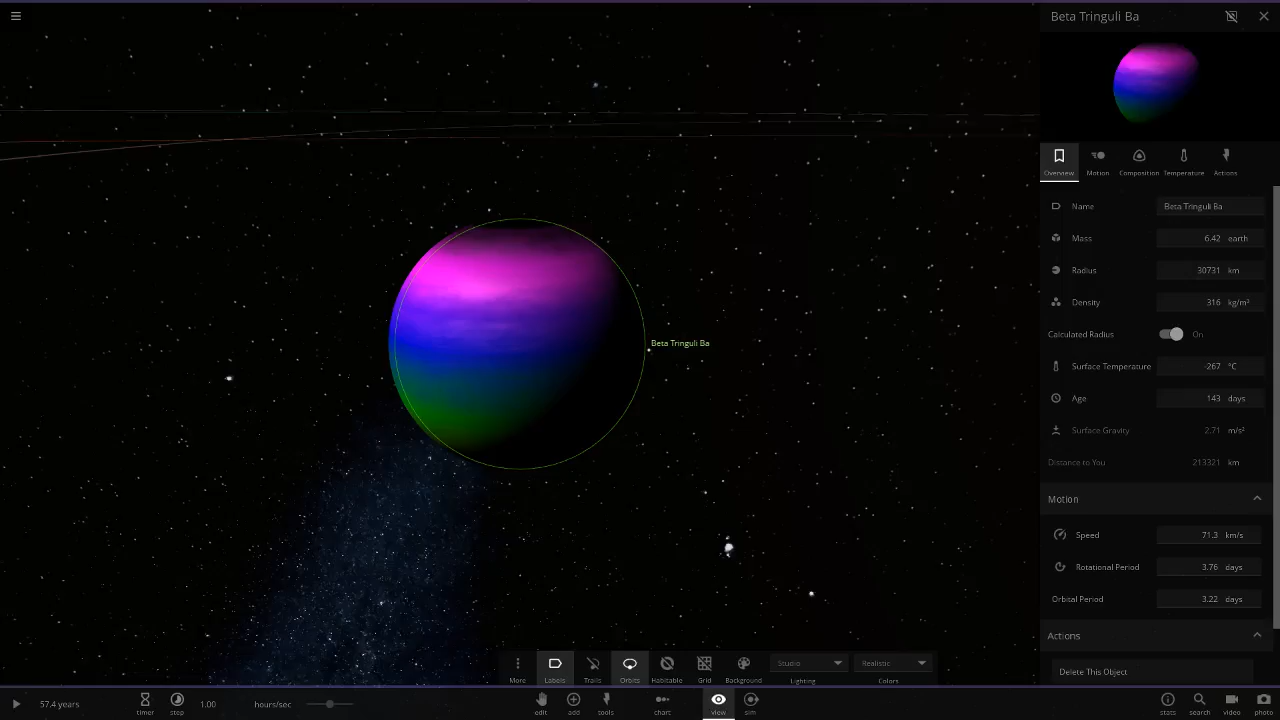 Beta Tringuli Ba
Overview
Motion
Composition
Temperature
Actions
Name
Beta Tringuli Ba
Mass
6.42 earth
Radius
30731 km
Density
316 kg/m³
Calculated Radius
On
Surface Temperature
-267 °C
Age
143 days
Surface Gravity
2.71 m/s²
Distance to You
213321 km
Motion
Speed
71.3 km/s
Rotational Period
3.76 days
Orbital Period
3.22 days
Actions
Delete This Object
Beta Tringuli Ba
More
Labels
Trails
Orbits
Habitable
Grid
Background
Studio
Lighting
Realistic
Colors
57.4 years
timer
step
1.00
hours/sec
edit
add
tools
chart
view
sim
stats
search
video
photo